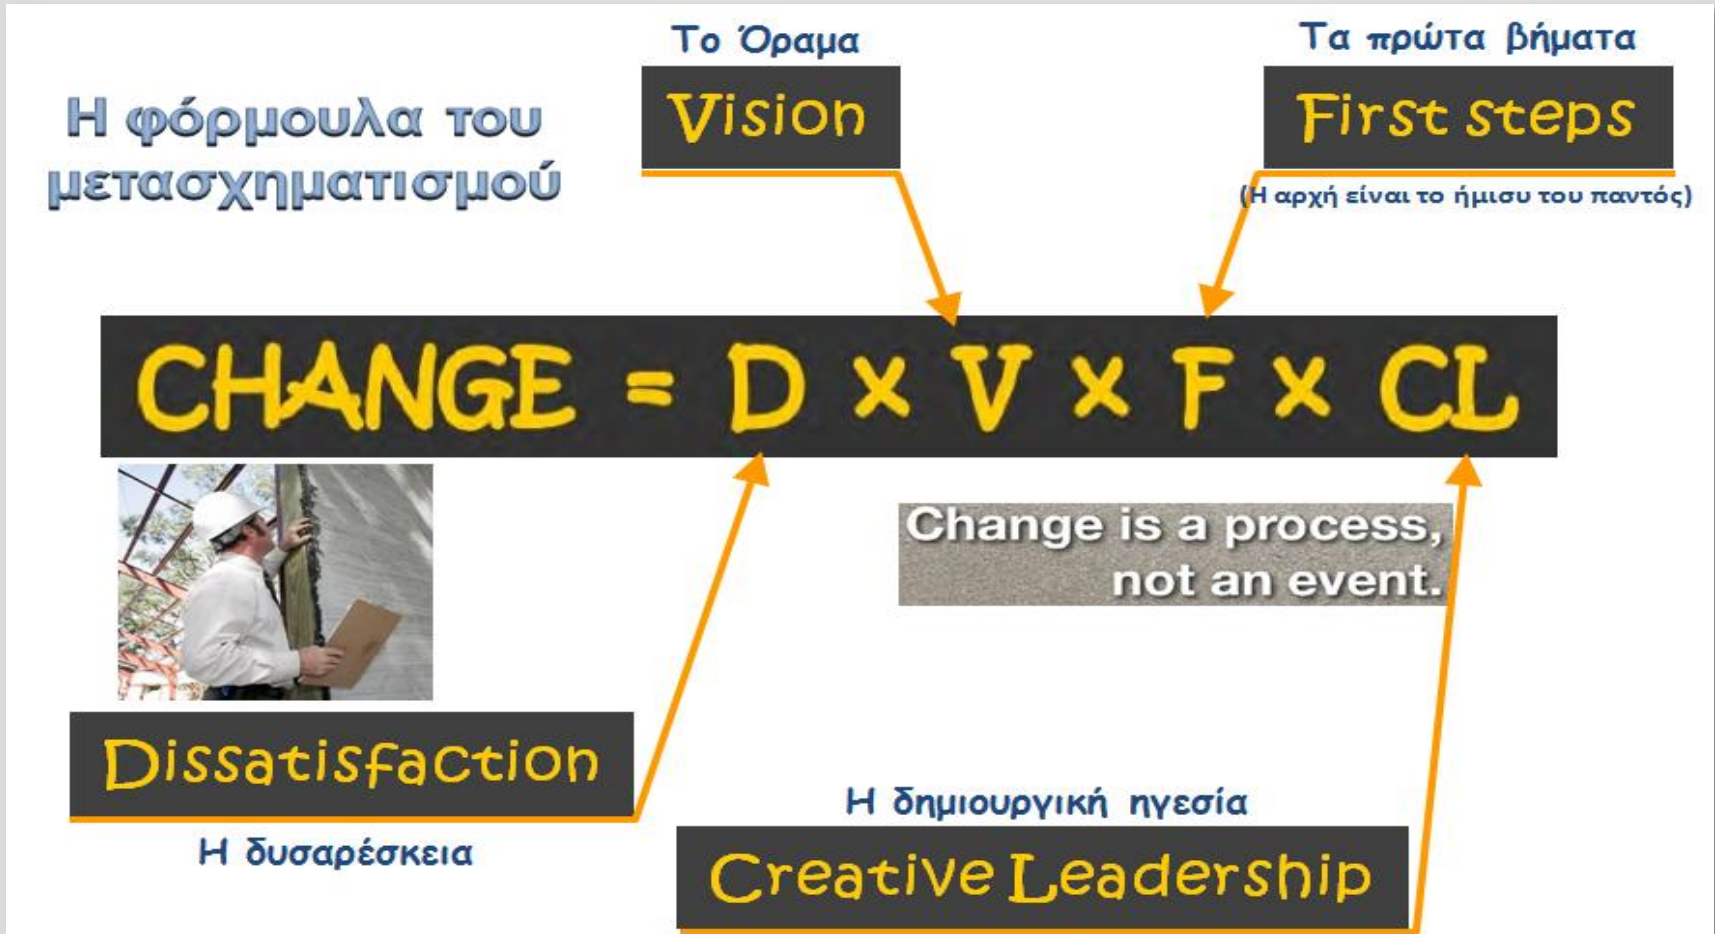 Η φόρμουλα του
μετασχηματισμού
Το Όραμα
Vision
Τα πρώτα βήματα
First steps
(Η αρχή είναι το ήμισυ του παντός)
CHANGE = D × V × F × CL
Change is a process,
not an event.
Dissatisfaction
Η δυσαρέσκεια
Η δημιουργική ηγεσία
Creative Leadership